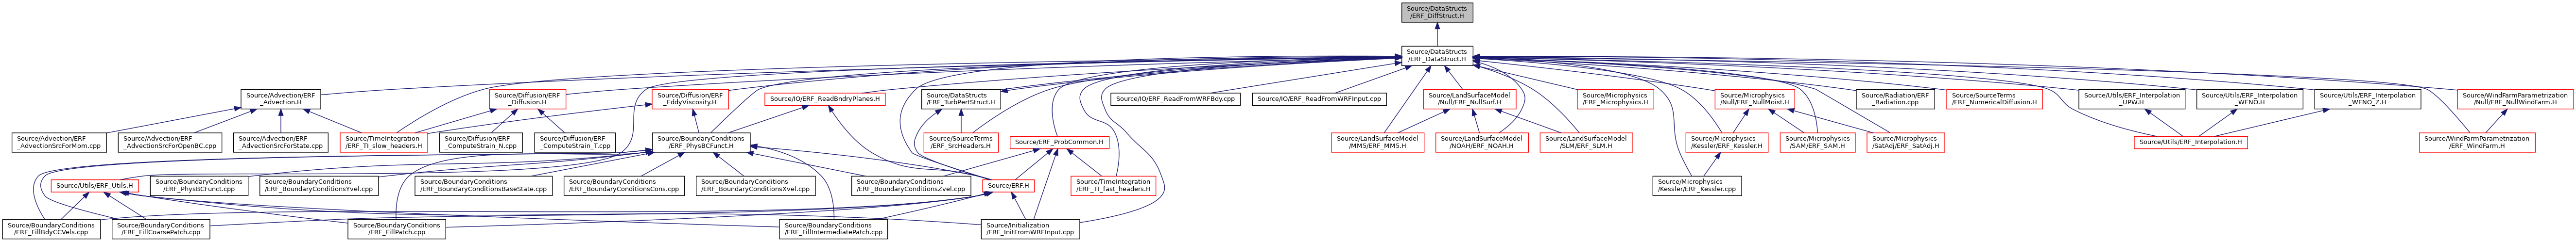 Source/DataStructs
/ERF_DiffStruct.H
Source/DataStructs
/ERF_DataStruct.H
Source/Advection/ERF
_Advection.H
Source/Diffusion/ERF
_Diffusion.H
Source/Diffusion/ERF
_EddyViscosity.H
Source/IO/ERF_ReadBndryPlanes.H
Source/DataStructs
/ERF_TurbPertStruct.H
Source/IO/ERF_ReadFromWRFBdy.cpp
Source/IO/ERF_ReadFromWRFInput.cpp
Source/LandSurfaceModel
/Null/ERF_NullSurf.H
Source/Microphysics
/ERF_Microphysics.H
Source/Microphysics
/Null/ERF_NullMoist.H
Source/Radiation/ERF
_Radiation.cpp
Source/SourceTerms
/ERF_NumericalDiffusion.H
Source/Utils/ERF_Interpolation
_UPW.H
Source/Utils/ERF_Interpolation
_WENO.H
Source/Utils/ERF_Interpolation
_WENO_Z.H
Source/WindFarmParametrization
/Null/ERF_NullWindFarm.H
Source/Advection/ERF
_AdvectionSrcForMom.cpp
Source/Advection/ERF
_AdvectionSrcForOpenBC.cpp
Source/Advection/ERF
_AdvectionSrcForState.cpp
Source/TimeIntegration
/ERF_TI_slow_headers.H
Source/Diffusion/ERF
_ComputeStrain_N.cpp
Source/Diffusion/ERF
_ComputeStrain_T.cpp
Source/BoundaryConditions
/ERF_PhysBCFunct.H
Source/SourceTerms
/ERF_SrcHeaders.H
Source/ERF_ProbCommon.H
Source/LandSurfaceModel
/MM5/ERF_MM5.H
Source/LandSurfaceModel
/NOAH/ERF_NOAH.H
Source/LandSurfaceModel
/SLM/ERF_SLM.H
Source/Microphysics
/Kessler/ERF_Kessler.H
Source/Microphysics
/SAM/ERF_SAM.H
Source/Microphysics
/SatAdj/ERF_SatAdj.H
Source/Utils/ERF_Interpolation.H
Source/WindFarmParametrization
/ERF_WindFarm.H
Source/Utils/ERF_Utils.H
Source/BoundaryConditions
/ERF_PhysBCFunct.cpp
Source/BoundaryConditions
/ERF_BoundaryConditionsYvel.cpp
Source/BoundaryConditions
/ERF_BoundaryConditionsBaseState.cpp
Source/BoundaryConditions
/ERF_BoundaryConditionsCons.cpp
Source/BoundaryConditions
/ERF_BoundaryConditionsXvel.cpp
Source/BoundaryConditions
/ERF_BoundaryConditionsZvel.cpp
Source/ERF.H
Source/TimeIntegration
/ERF_TI_fast_headers.H
Source/Microphysics
/Kessler/ERF_Kessler.cpp
Source/BoundaryConditions
/ERF_FillBdyCCVels.cpp
Source/BoundaryConditions
/ERF_FillCoarsePatch.cpp
Source/BoundaryConditions
/ERF_FillPatch.cpp
Source/BoundaryConditions
/ERF_FillIntermediatePatch.cpp
Source/Initialization
/ERF_InitFromWRFInput.cpp